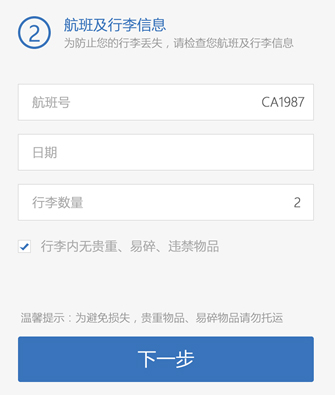 2
航班及行李信息
为防止您的行李丢失，请检查您航班及行李信息
航班号 CA1987
日期
行李数量 2
行李内无贵重、易碎、违禁物品
温馨提示：为避免损失，贵重物品、易碎物品请勿托运
下一步